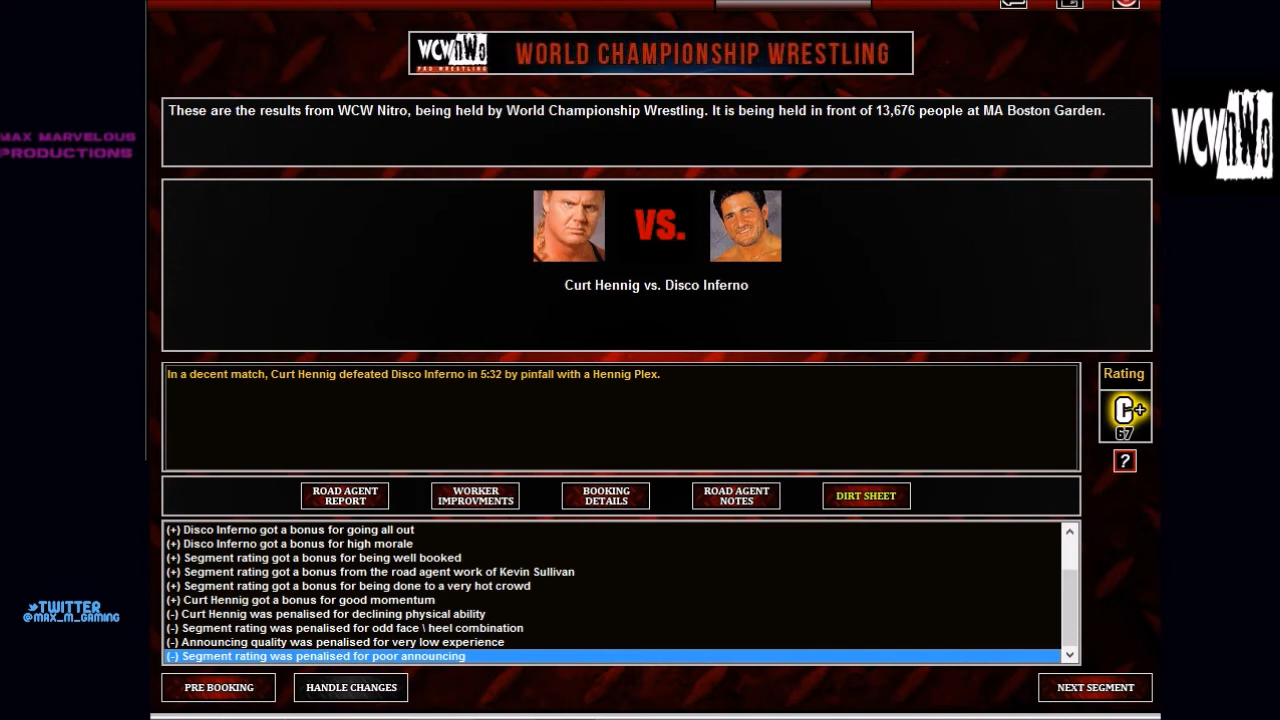 WCW nWo
PRO WRESTLING
WORLD CHAMPIONSHIP WRESTLING
These are the results from WCW Nitro, being held by World Championship Wrestling. It is being held in front of 13,676 people at MA Boston Garden.
MAX MARVELOUS
PRODUCTIONS
WCW nWo
VS.
Curt Hennig vs. Disco Inferno
In a decent match, Curt Hennig defeated Disco Inferno in 5:32 by pinfall with a Hennig Plex.
Rating
C+
67
?
ROAD AGENT
REPORT
WORKER
IMPROVMENTS
BOOKING
DETAILS
ROAD AGENT
NOTES
DIRT SHEET
(+) Disco Inferno got a bonus for going all out
(+) Disco Inferno got a bonus for high morale
(+) Segment rating got a bonus for being well booked
(+) Segment rating got a bonus from the road agent work of Kevin Sullivan
(+) Segment rating got a bonus for being done to a very hot crowd
(+) Curt Hennig got a bonus for good momentum
(-) Curt Hennig was penalised for declining physical ability
(-) Segment rating was penalised for odd face \ heel combination
(-) Announcing quality was penalised for very low experience
(-) Segment rating was penalised for poor announcing
TWITTER
@MAX_M_GAMING
PRE BOOKING
HANDLE CHANGES
NEXT SEGMENT